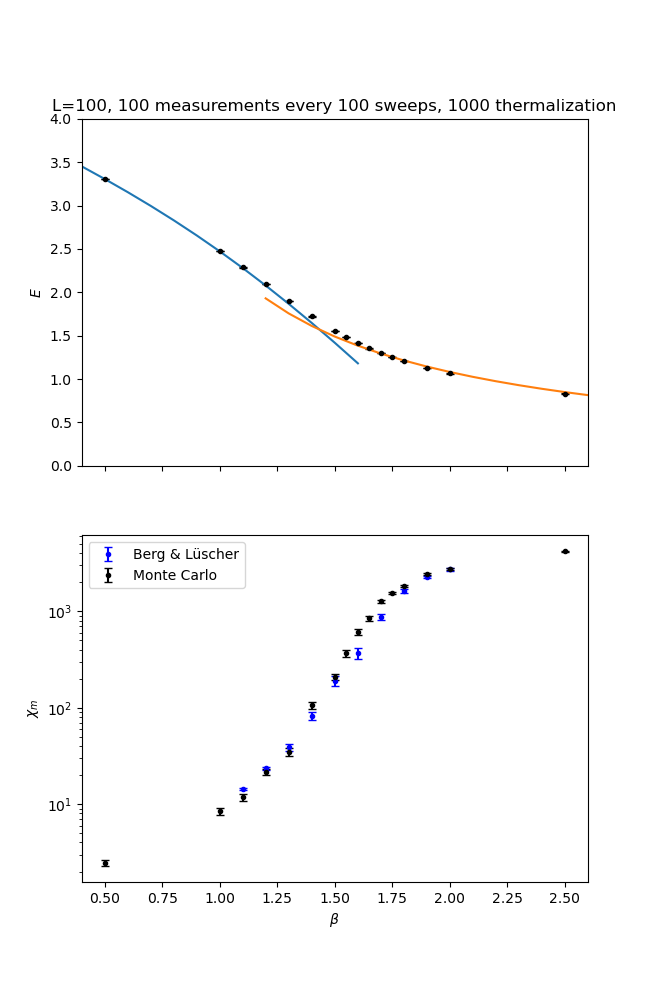 L=100, 100 measurements every 100 sweeps, 1000 thermalization
4.0
3.5
3.0
2.5
2.0
1.5
1.0
0.5
0.0
E
Berg & Lüscher
Monte Carlo
10³
10²
10¹
χₘ
0.50 0.75 1.00 1.25 1.50 1.75 2.00 2.25 2.50
β